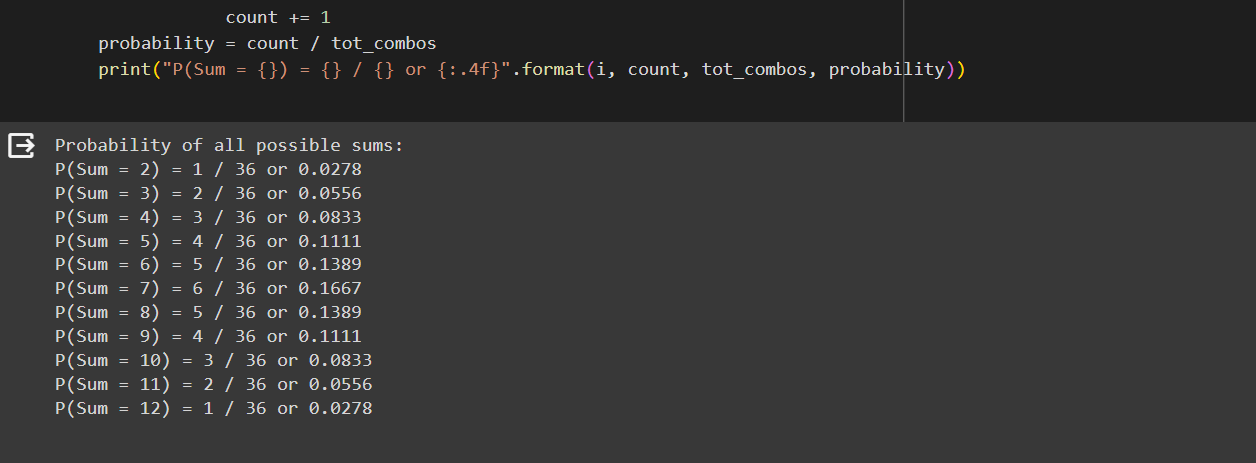 count += 1
probability = count / tot_combos
print("P(Sum = {}) = {} / {} or {:.4f}".format(i, count, tot_combos, probability))
Probability of all possible sums:
P(Sum = 2) = 1 / 36 or 0.0278
P(Sum = 3) = 2 / 36 or 0.0556
P(Sum = 4) = 3 / 36 or 0.0833
P(Sum = 5) = 4 / 36 or 0.1111
P(Sum = 6) = 5 / 36 or 0.1389
P(Sum = 7) = 6 / 36 or 0.1667
P(Sum = 8) = 5 / 36 or 0.1389
P(Sum = 9) = 4 / 36 or 0.1111
P(Sum = 10) = 3 / 36 or 0.0833
P(Sum = 11) = 2 / 36 or 0.0556
P(Sum = 12) = 1 / 36 or 0.0278